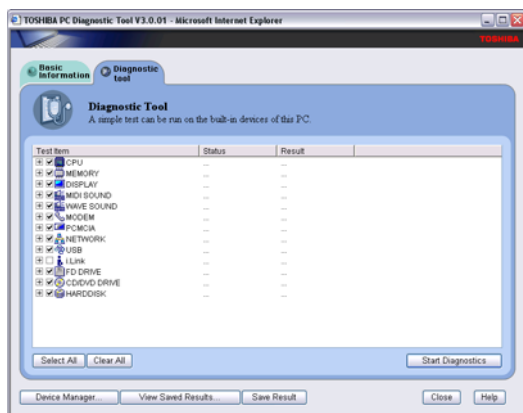 TOSHIBA PC Diagnostic Tool V3.0.01 - Microsoft Internet Explorer
TOSHIBA
Basic Information
Diagnostic tool
Diagnostic Tool
A simple test can be run on the built-in devices of this PC.
Test Item Status Result
CPU ... ...
MEMORY ... ...
DISPLAY ... ...
MIDI SOUND ... ...
WAVE SOUND ... ...
MODEM ... ...
PCMCIA ... ...
NETWORK ... ...
USB ... ...
i.Link ... ...
FD DRIVE ... ...
CD/DVD DRIVE ... ...
HARDDISK ... ...
Select All Clear All Start Diagnostics
Device Manager... View Saved Results... Save Result Close Help